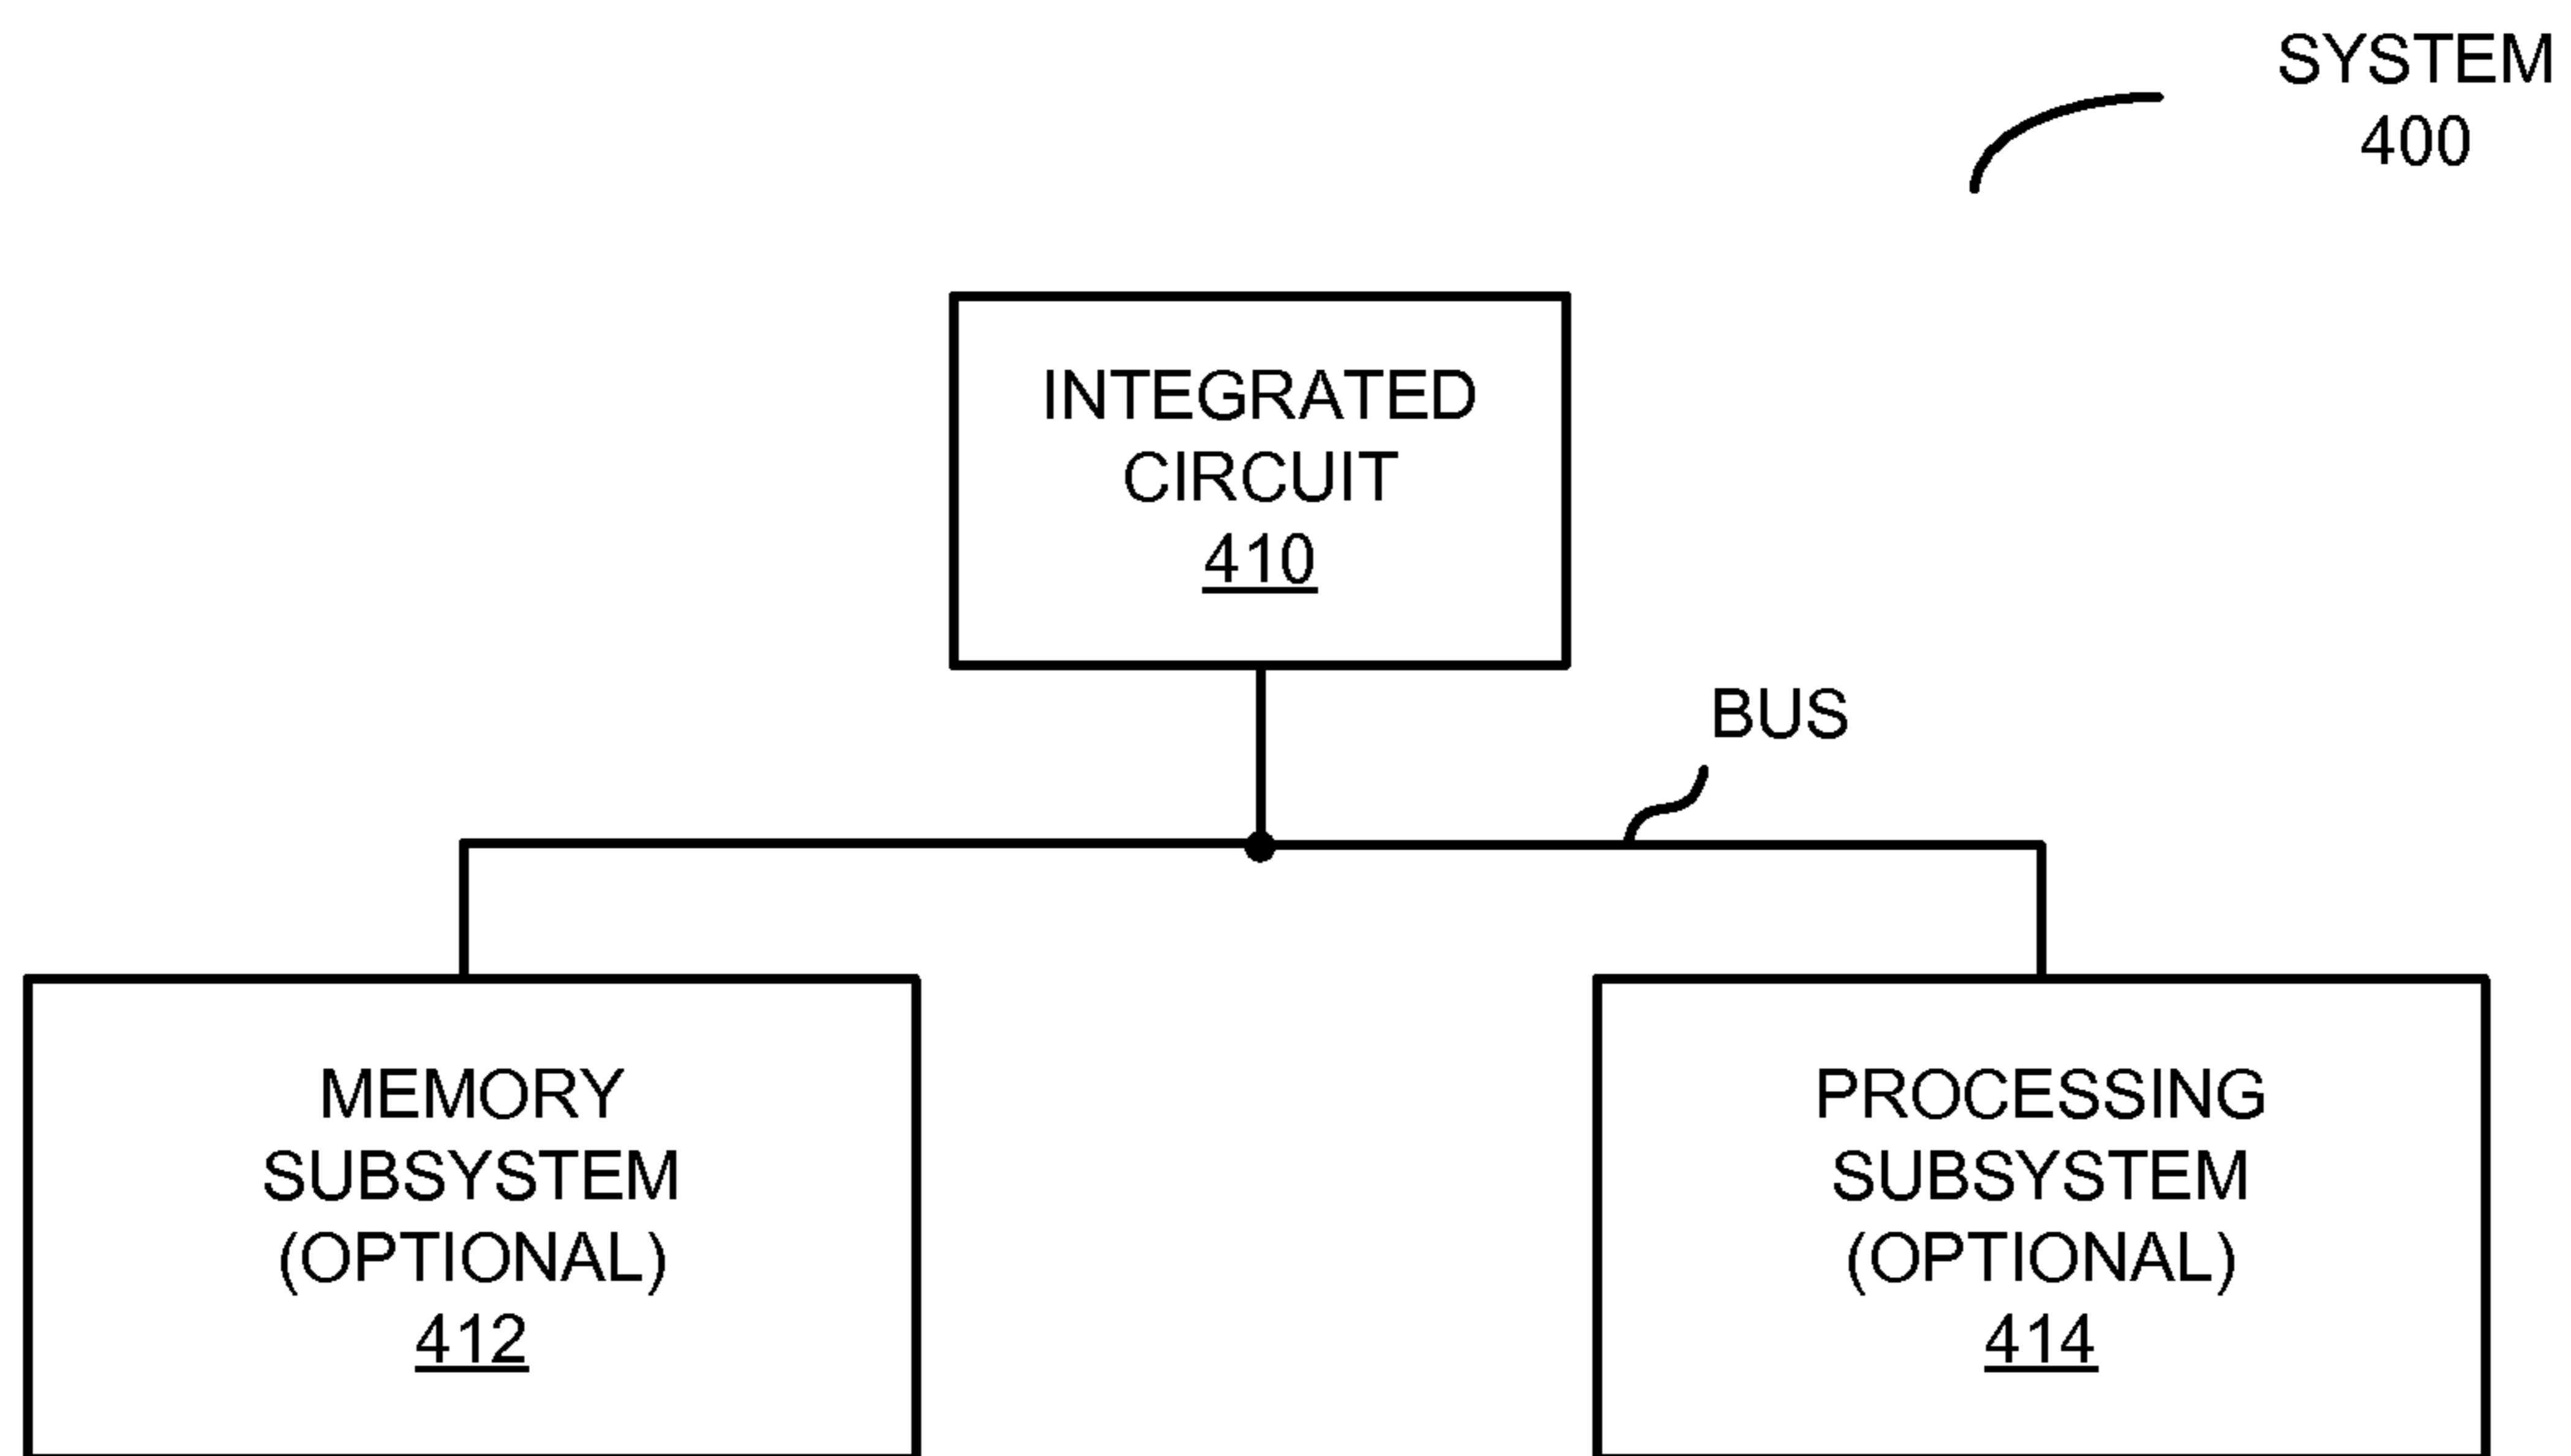 SYSTEM
400
INTEGRATED
CIRCUIT
410
BUS
MEMORY
SUBSYSTEM
(OPTIONAL)
412
PROCESSING
SUBSYSTEM
(OPTIONAL)
414